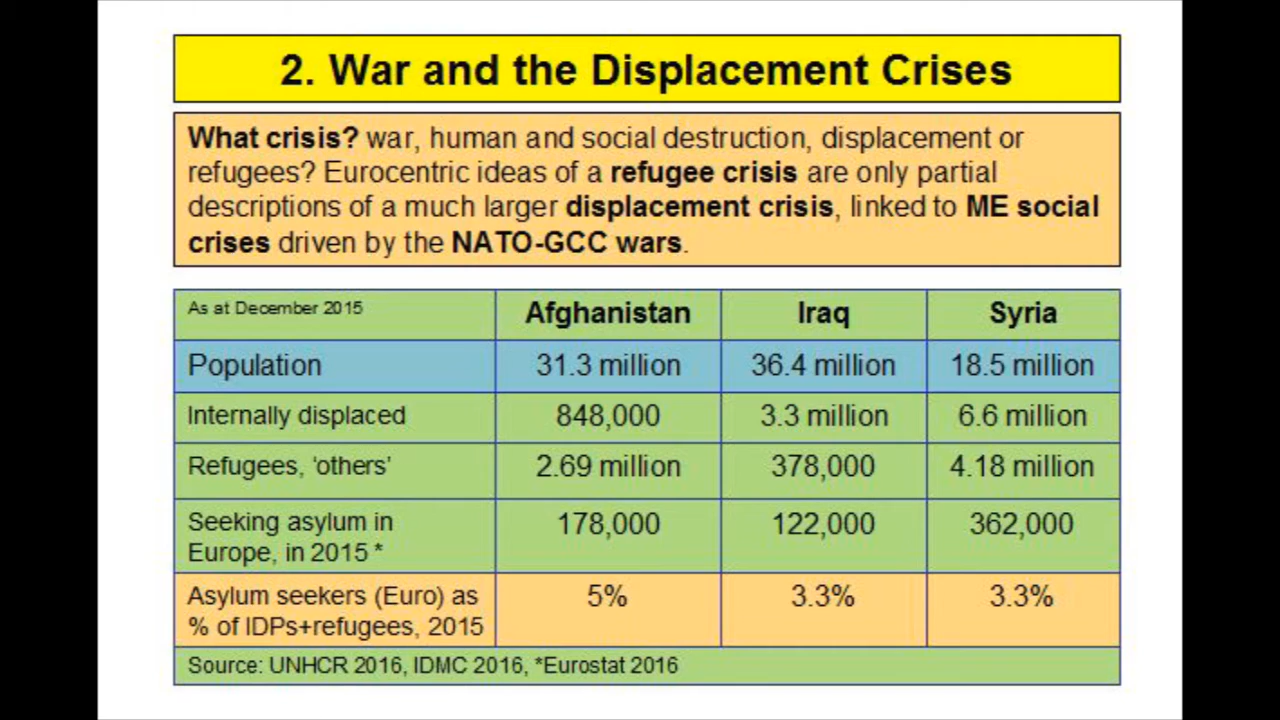 2. War and the Displacement Crises
What crisis? war, human and social destruction, displacement or
refugees? Eurocentric ideas of a refugee crisis are only partial
descriptions of a much larger displacement crisis, linked to ME social
crises driven by the NATO-GCC wars.
As at December 2015 Afghanistan Iraq Syria
Population 31.3 million 36.4 million 18.5 million
Internally displaced 848,000 3.3 million 6.6 million
Refugees, ‘others’ 2.69 million 378,000 4.18 million
Seeking asylum in 178,000 122,000 362,000
Europe, in 2015 *
Asylum seekers (Euro) as 5% 3.3% 3.3%
% of IDPs+refugees, 2015
Source: UNHCR 2016, IDMC 2016, *Eurostat 2016